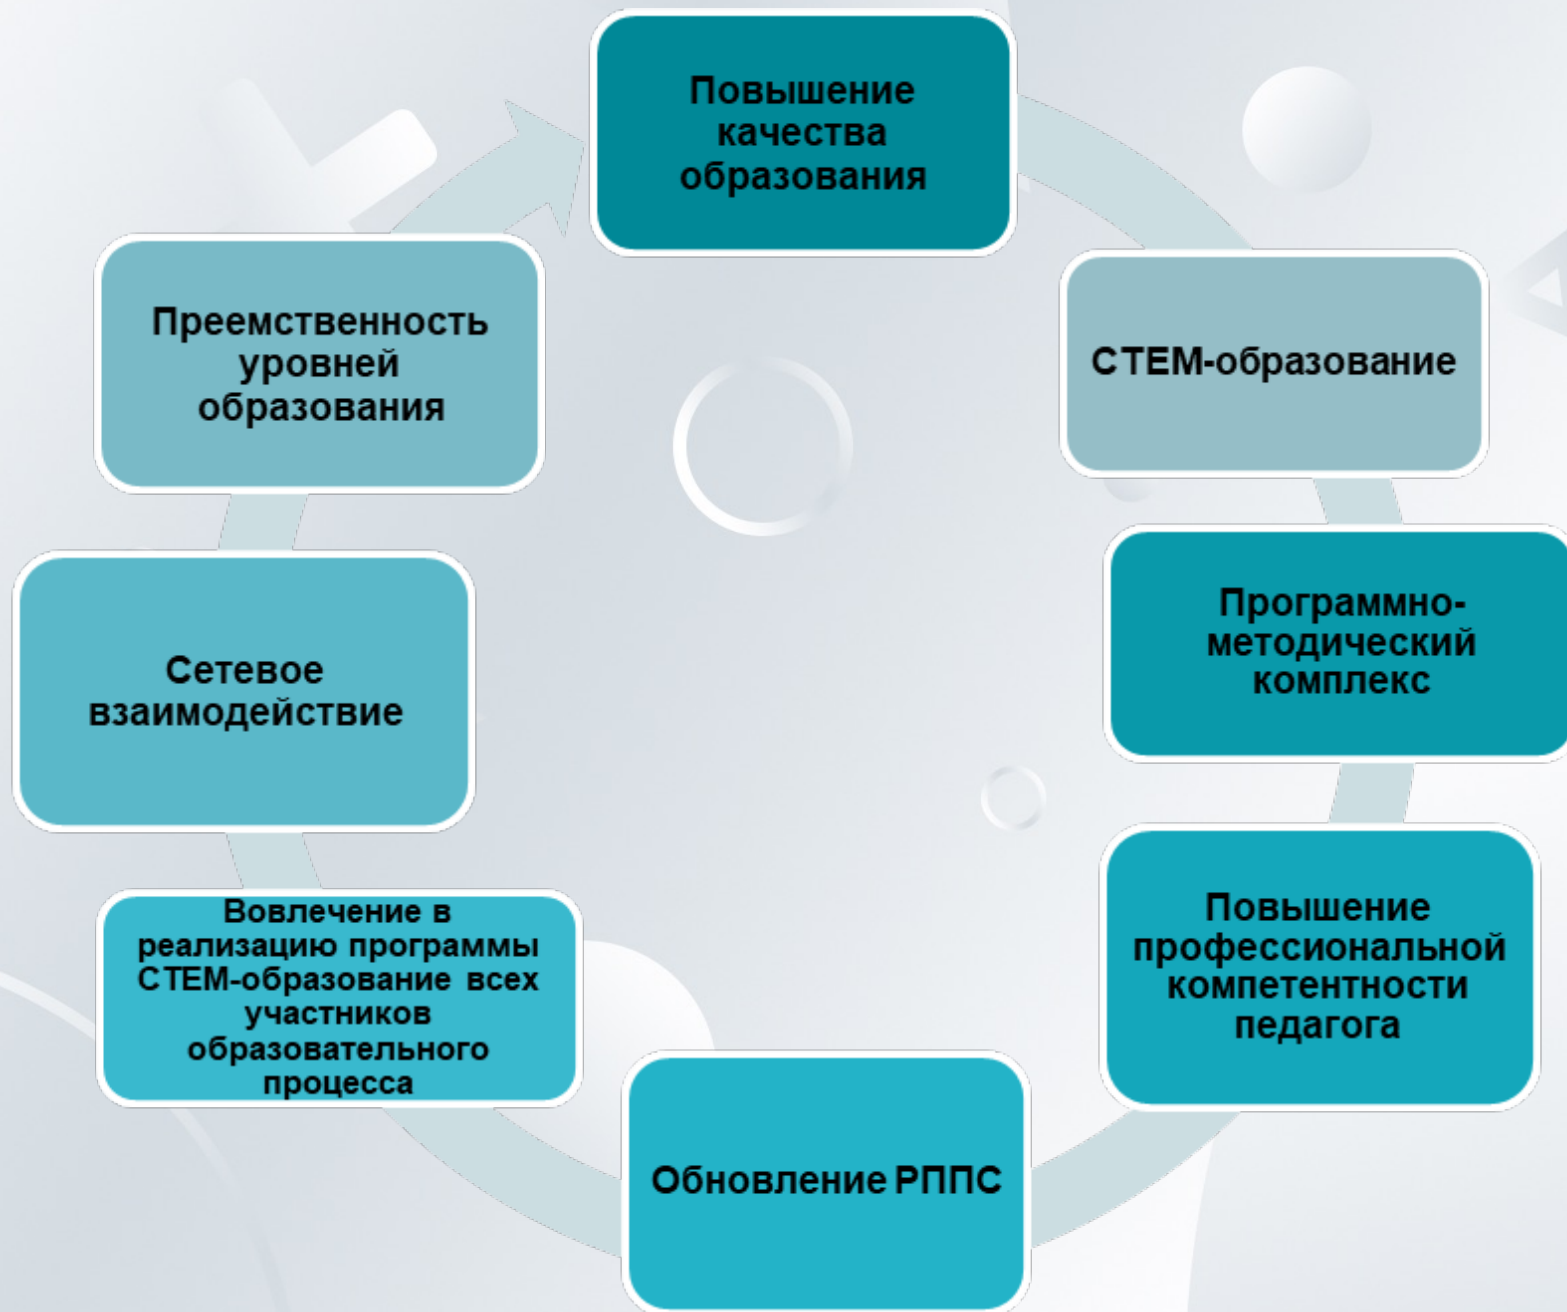 Повышение
качества
образования
СТЕМ-образование
Программно-
методический
комплекс
Повышение
профессиональной
компетентности
педагога
Обновление РППС
Вовлечение в
реализацию программы
СТЕМ-образование всех
участников
образовательного
процесса
Сетевое
взаимодействие
Преемственность
уровней
образования